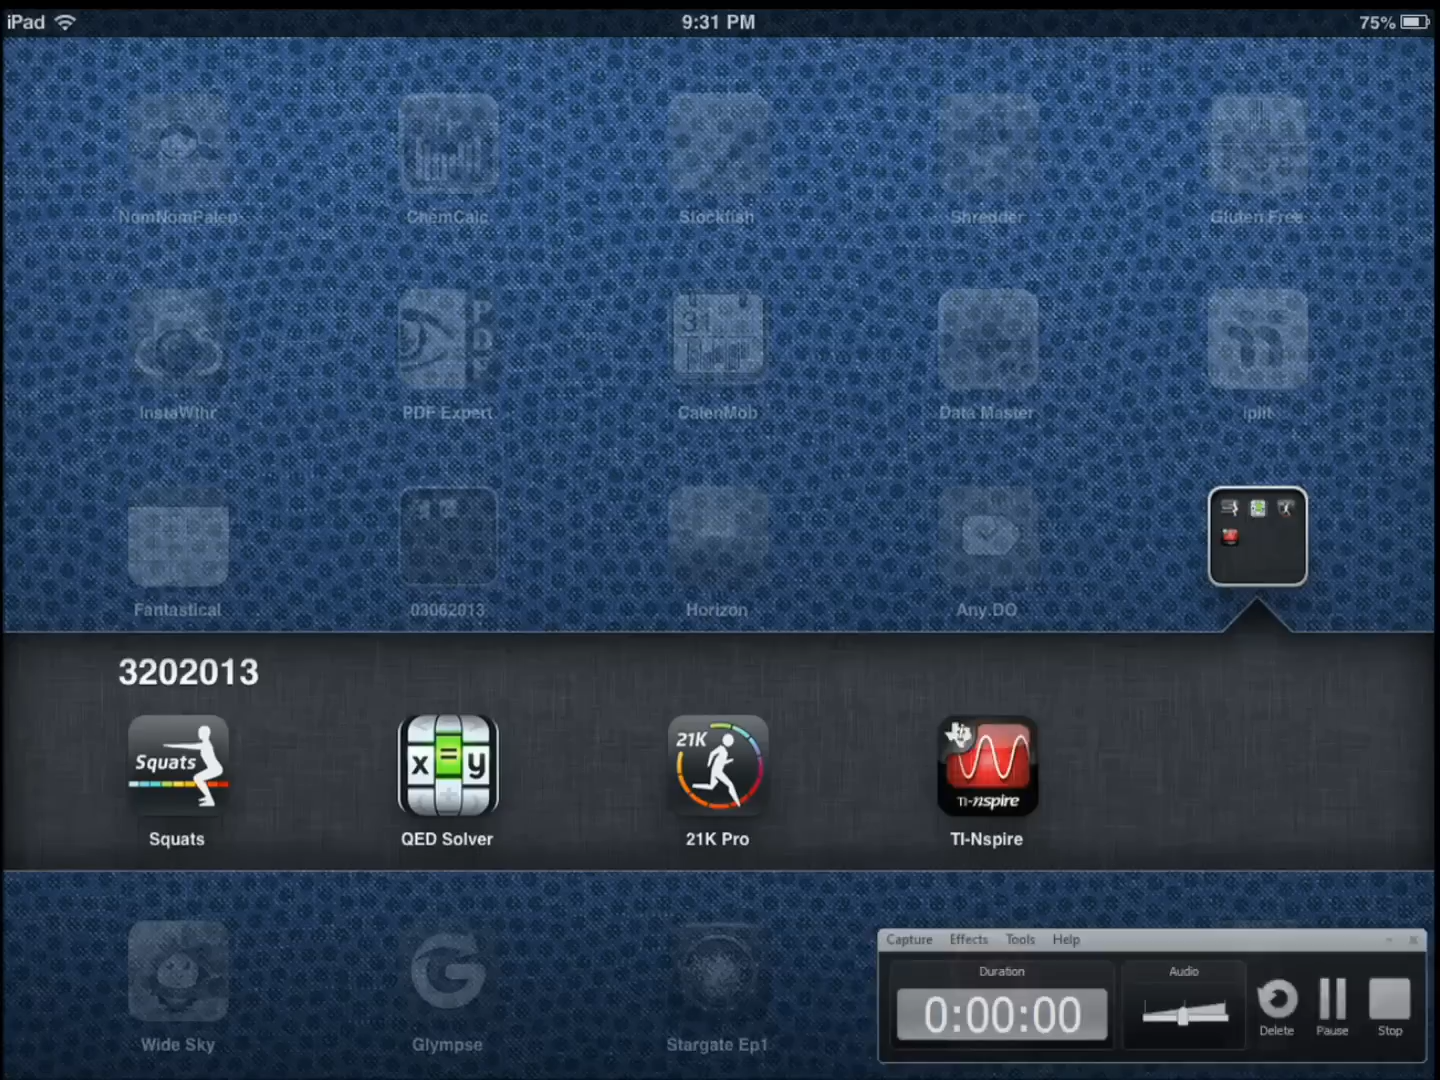 iPad 9:31 PM 75%
NomNomPaleo ChemCalc Stockfish Shredder Gluten Free
31 PDF
InstaWthr PDF Expert CalenMob Data Master iplit
Fantastical 03062013 Horizon Any.DO
3202013
Squats x=y 21K TI-nspire
Squats QED Solver 21K Pro TI-Nspire
Capture Effects Tools Help
Duration Audio
0:00:00
Delete Pause Stop
Wide Sky Glympse Stargate Ep1